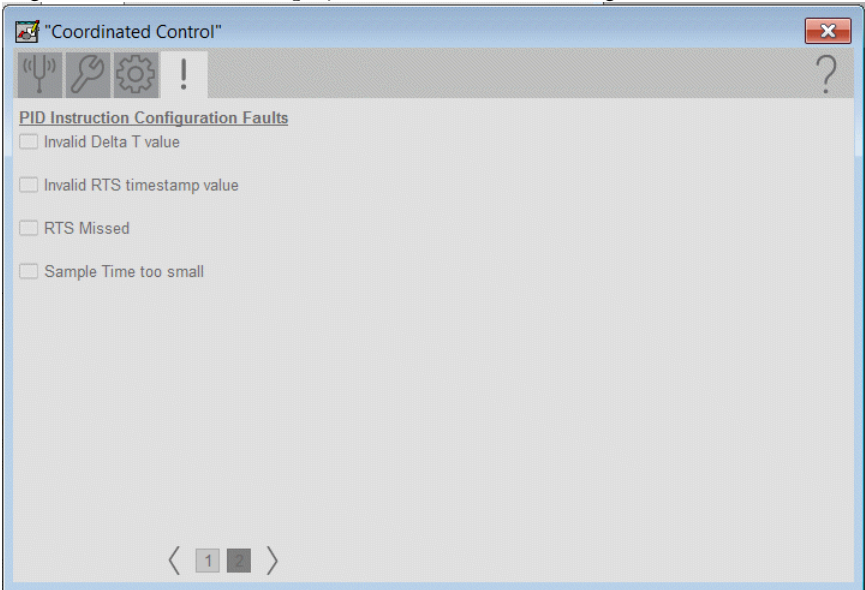 "Coordinated Control"
!
?
PID Instruction Configuration Faults
Invalid Delta T value
Invalid RTS timestamp value
RTS Missed
Sample Time too small
1 2